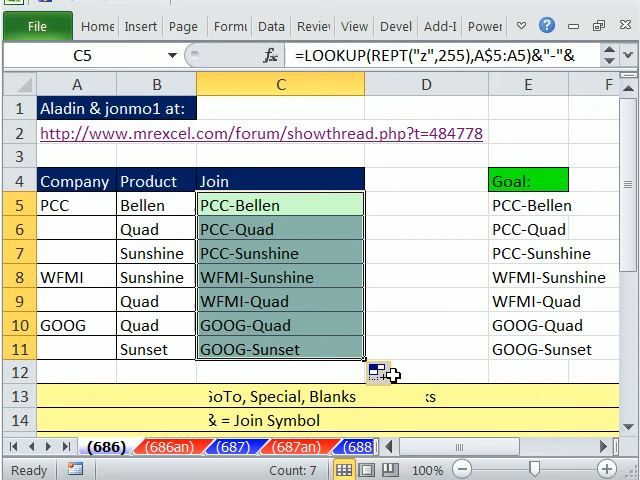 File Home Insert Page Formu Data Review View Devel Add-I Power
C5 fx =LOOKUP(REPT("z",255),A$5:A5)&"-"&
A B C D E F
1 Aladin & jonmo1 at:
2 http://www.mrexcel.com/forum/showthread.php?t=484778
3
4 Company Product Join Goal:
5 PCC Bellen PCC-Bellen PCC-Bellen
6 Quad PCC-Quad PCC-Quad
7 Sunshine PCC-Sunshine PCC-Sunshine
8 WFMI Sunshine WFMI-Sunshine WFMI-Sunshine
9 Quad WFMI-Quad WFMI-Quad
10 GOOG Quad GOOG-Quad GOOG-Quad
11 Sunset GOOG-Sunset GOOG-Sunset
12
13 GoTo, Special, Blanks ks
14 & = Join Symbol
(686) (686an) (687) (687an) (688
Ready Count: 7 100%